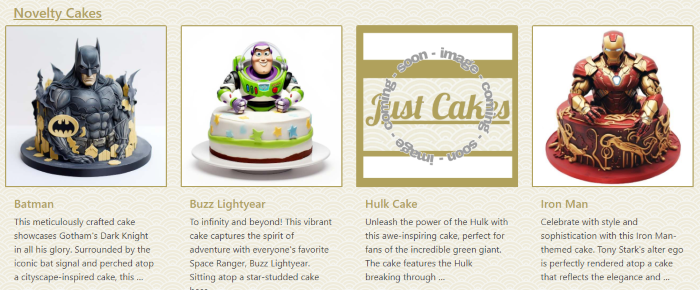 Novelty Cakes
image - coming - soon - image - coming - soon -
Just Cakes
Batman
This meticulously crafted cake
showcases Gotham's Dark Knight
in all his glory. Surrounded by the
iconic bat signal and perched atop
a cityscape-inspired cake, this ...
Buzz Lightyear
To infinity and beyond! This vibrant
cake captures the spirit of
adventure with everyone's favorite
Space Ranger, Buzz Lightyear.
Sitting atop a star-studded cake
Hulk Cake
Unleash the power of the Hulk with
this awe-inspiring cake, perfect for
fans of the incredible green giant.
The cake features the Hulk
breaking through ...
Iron Man
Celebrate with style and
sophistication with this Iron Man-
themed cake. Tony Stark's alter ego
is perfectly rendered atop a cake
that reflects the elegance and ...